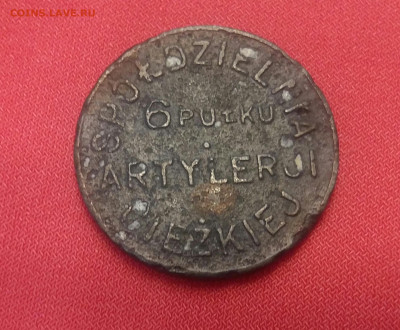 COINS.LAVE.RU
SPÓŁDZIELNIA
6 PUŁKU
ARTYLERJI
CIĘŻKIEJ